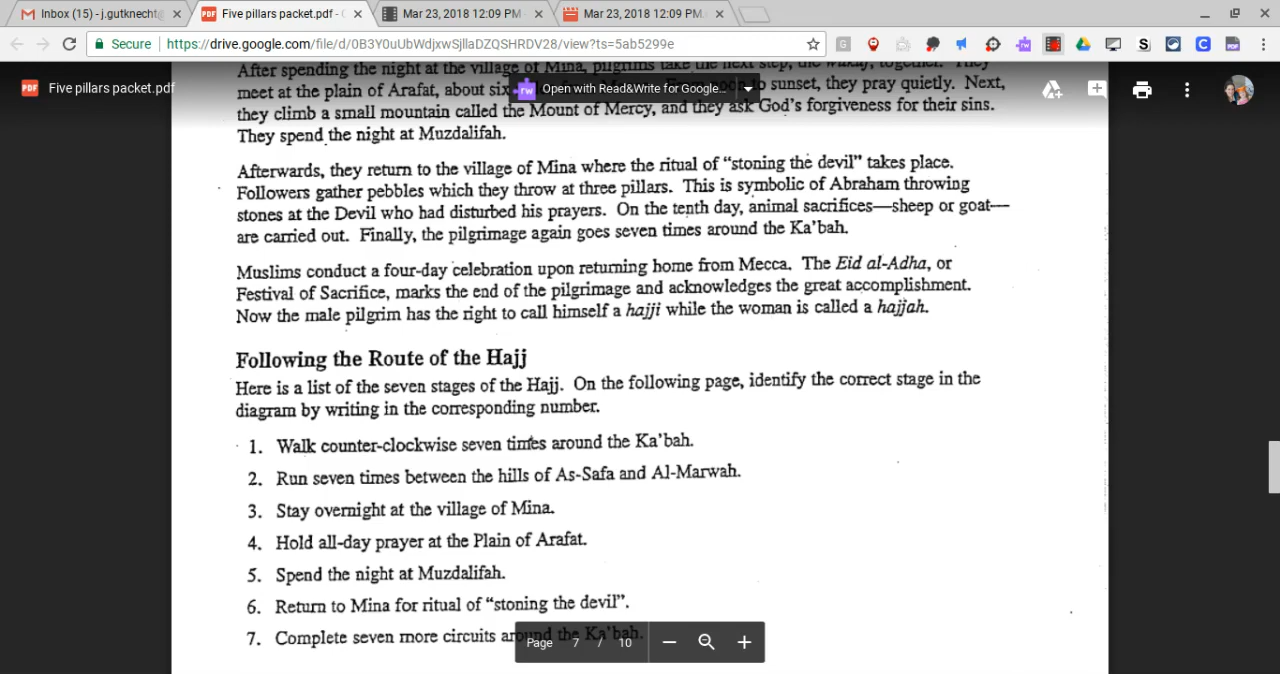 Inbox (15) - j.gutknecht@
Five pillars packet.pdf - G
Mar 23, 2018 12:09 PM -
Mar 23, 2018 12:09 PM.
Secure https://drive.google.com/file/d/0B3Y0uUbWdjxwSjllaDZQSHRDV28/view?ts=5ab5299e
PDF Five pillars packet.pdf
Open with Read&Write for Google...
After spending the night at the village of Mina, pilgrims take the next step, the wakaf, together. They
meet at the plain of Arafat, about six to sunset, they pray quietly. Next,
they climb a small mountain called the Mount of Mercy, and they ask God's forgiveness for their sins.
They spend the night at Muzdalifah.
Afterwards, they return to the village of Mina where the ritual of “stoning the devil” takes place.
Followers gather pebbles which they throw at three pillars. This is symbolic of Abraham throwing
stones at the Devil who had disturbed his prayers. On the tenth day, animal sacrifices—sheep or goat—
are carried out. Finally, the pilgrimage again goes seven times around the Ka'bah.
Muslims conduct a four-day celebration upon returning home from Mecca. The Eid al-Adha, or
Festival of Sacrifice, marks the end of the pilgrimage and acknowledges the great accomplishment.
Now the male pilgrim has the right to call himself a hajji while the woman is called a hajjah.
Following the Route of the Hajj
Here is a list of the seven stages of the Hajj. On the following page, identify the correct stage in the
diagram by writing in the corresponding number.
1. Walk counter-clockwise seven times around the Ka'bah.
2. Run seven times between the hills of As-Safa and Al-Marwah.
3. Stay overnight at the village of Mina.
4. Hold all-day prayer at the Plain of Arafat.
5. Spend the night at Muzdalifah.
6. Return to Mina for ritual of “stoning the devil”.
7. Complete seven more circuits around the Ka'bah.
Page 7 / 10